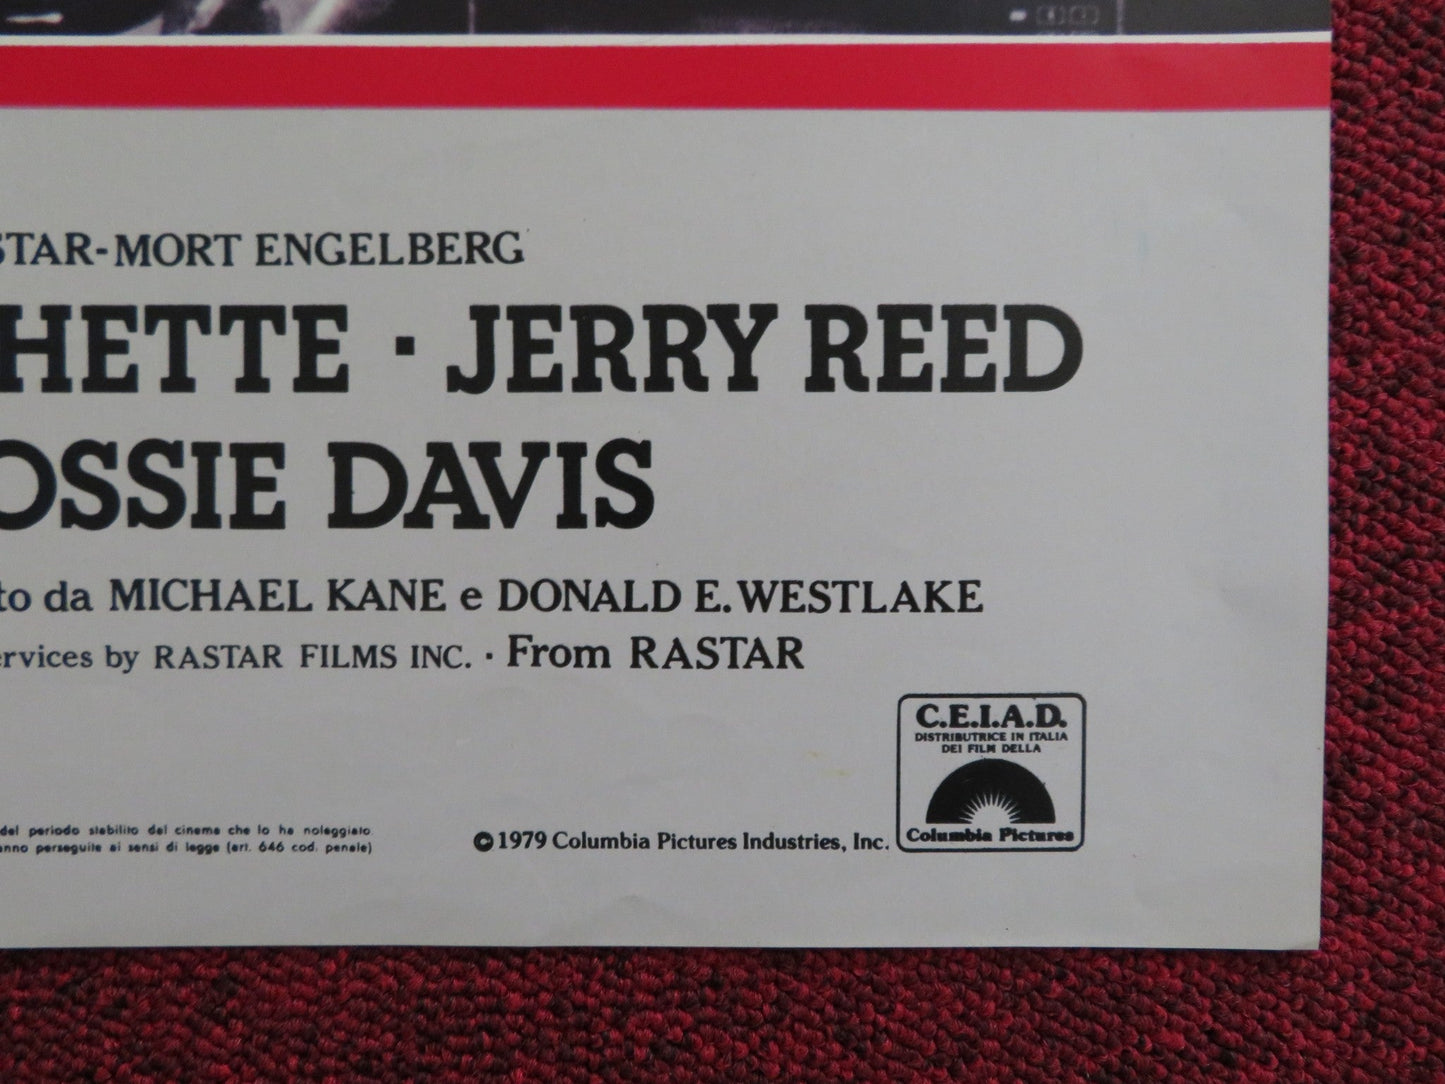 STAR-MORT ENGELBERG
HETTE · JERRY REED
OSSIE DAVIS
to da MICHAEL KANE e DONALD E. WESTLAKE
ervices by RASTAR FILMS INC. · From RASTAR
C.E.I.A.D.
DISTRIBUTRICE IN ITALIA
DEI FILM DELLA
Columbia Pictures
del periodo stabilito dal cinema che lo ha noleggiato
anno perseguite ai sensi di legge (art. 646 cod. penale)
© 1979 Columbia Pictures Industries, Inc.